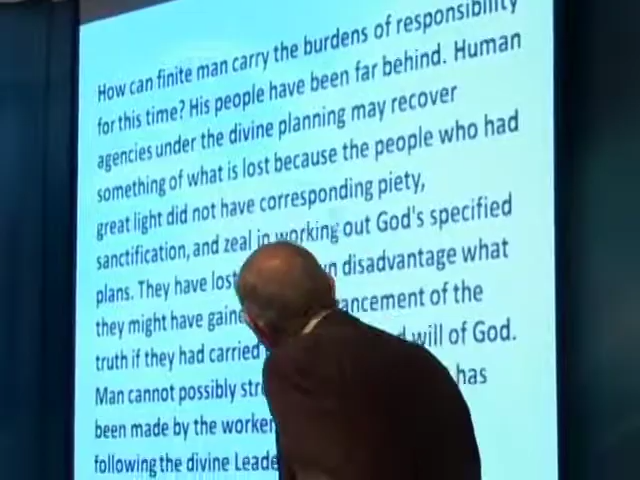 How can finite man carry the burdens of responsibility
for this time? His people have been far behind. Human
agencies under the divine planning may recover
something of what is lost because the people who had
great light did not have corresponding piety,
sanctification, and zeal in working out God's specified
plans. They have lost disadvantage what
they might have gaine ancement of the
truth if they had carried will of God.
Man cannot possibly str has
been made by the worker
following the divine Leade